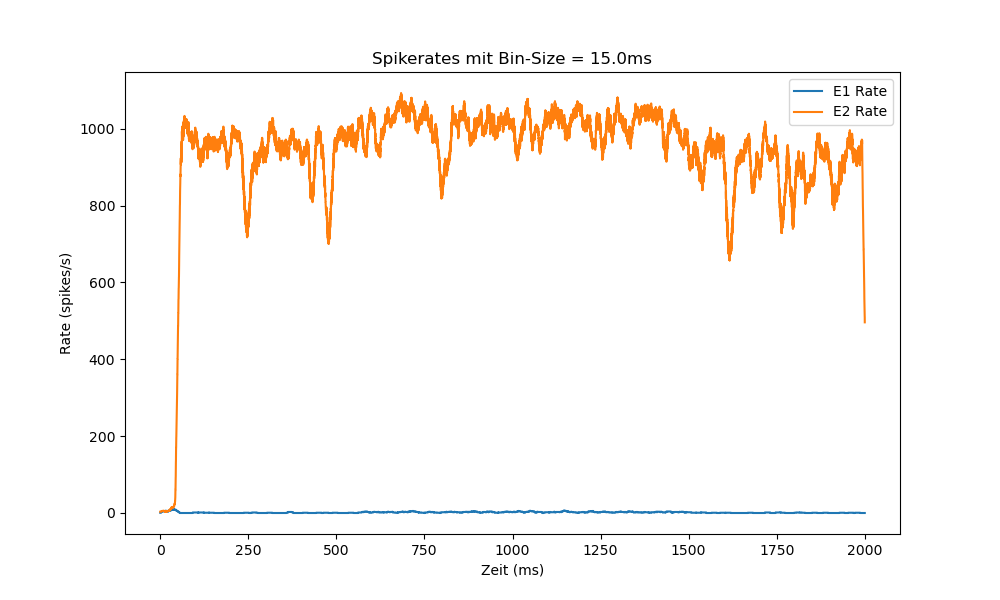 Spikerates mit Bin-Size = 15.0ms
E1 Rate
E2 Rate
Rate (spikes/s)
1000
800
600
400
200
0
0 250 500 750 1000 1250 1500 1750 2000
Zeit (ms)